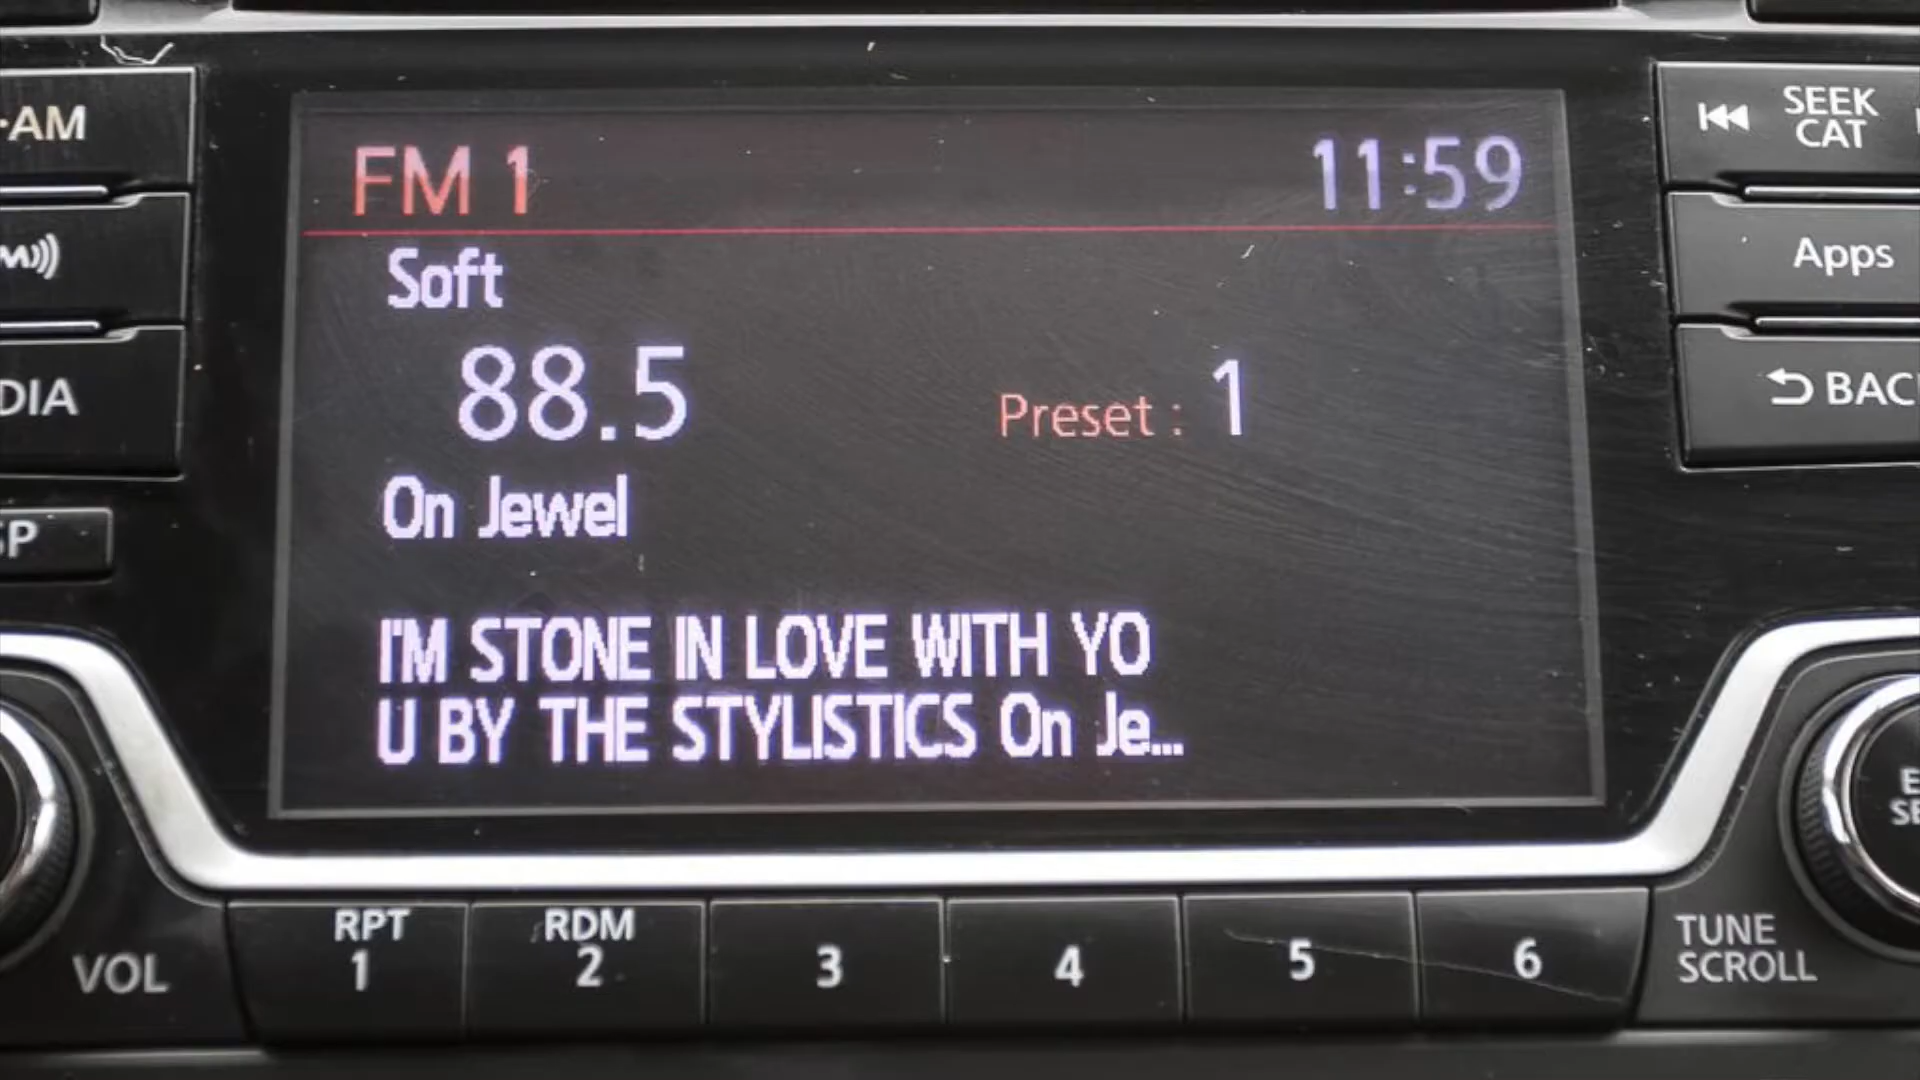 ·AM
SEEK
CAT
FM 1
11:59
Apps
Soft
88.5
Preset : 1
DIA
BAC
On Jewel
SP
I'M STONE IN LOVE WITH YO
U BY THE STYLISTICS On Je...
VOL
RPT
1
RDM
2
3
4
5
6
TUNE
SCROLL